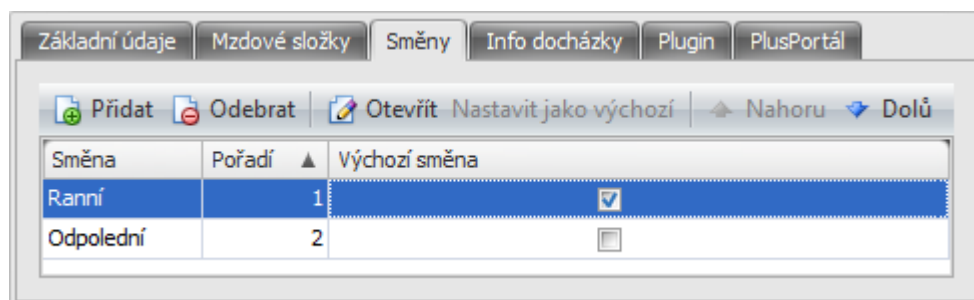 Základní údaje Mzdové složky Směny Info docházky Plugin PlusPortál
Přidat Odebrat Otevřít Nastavit jako výchozí Nahoru Dolů
Směna Pořadí Výchozí směna
Ranní 1
Odpolední 2